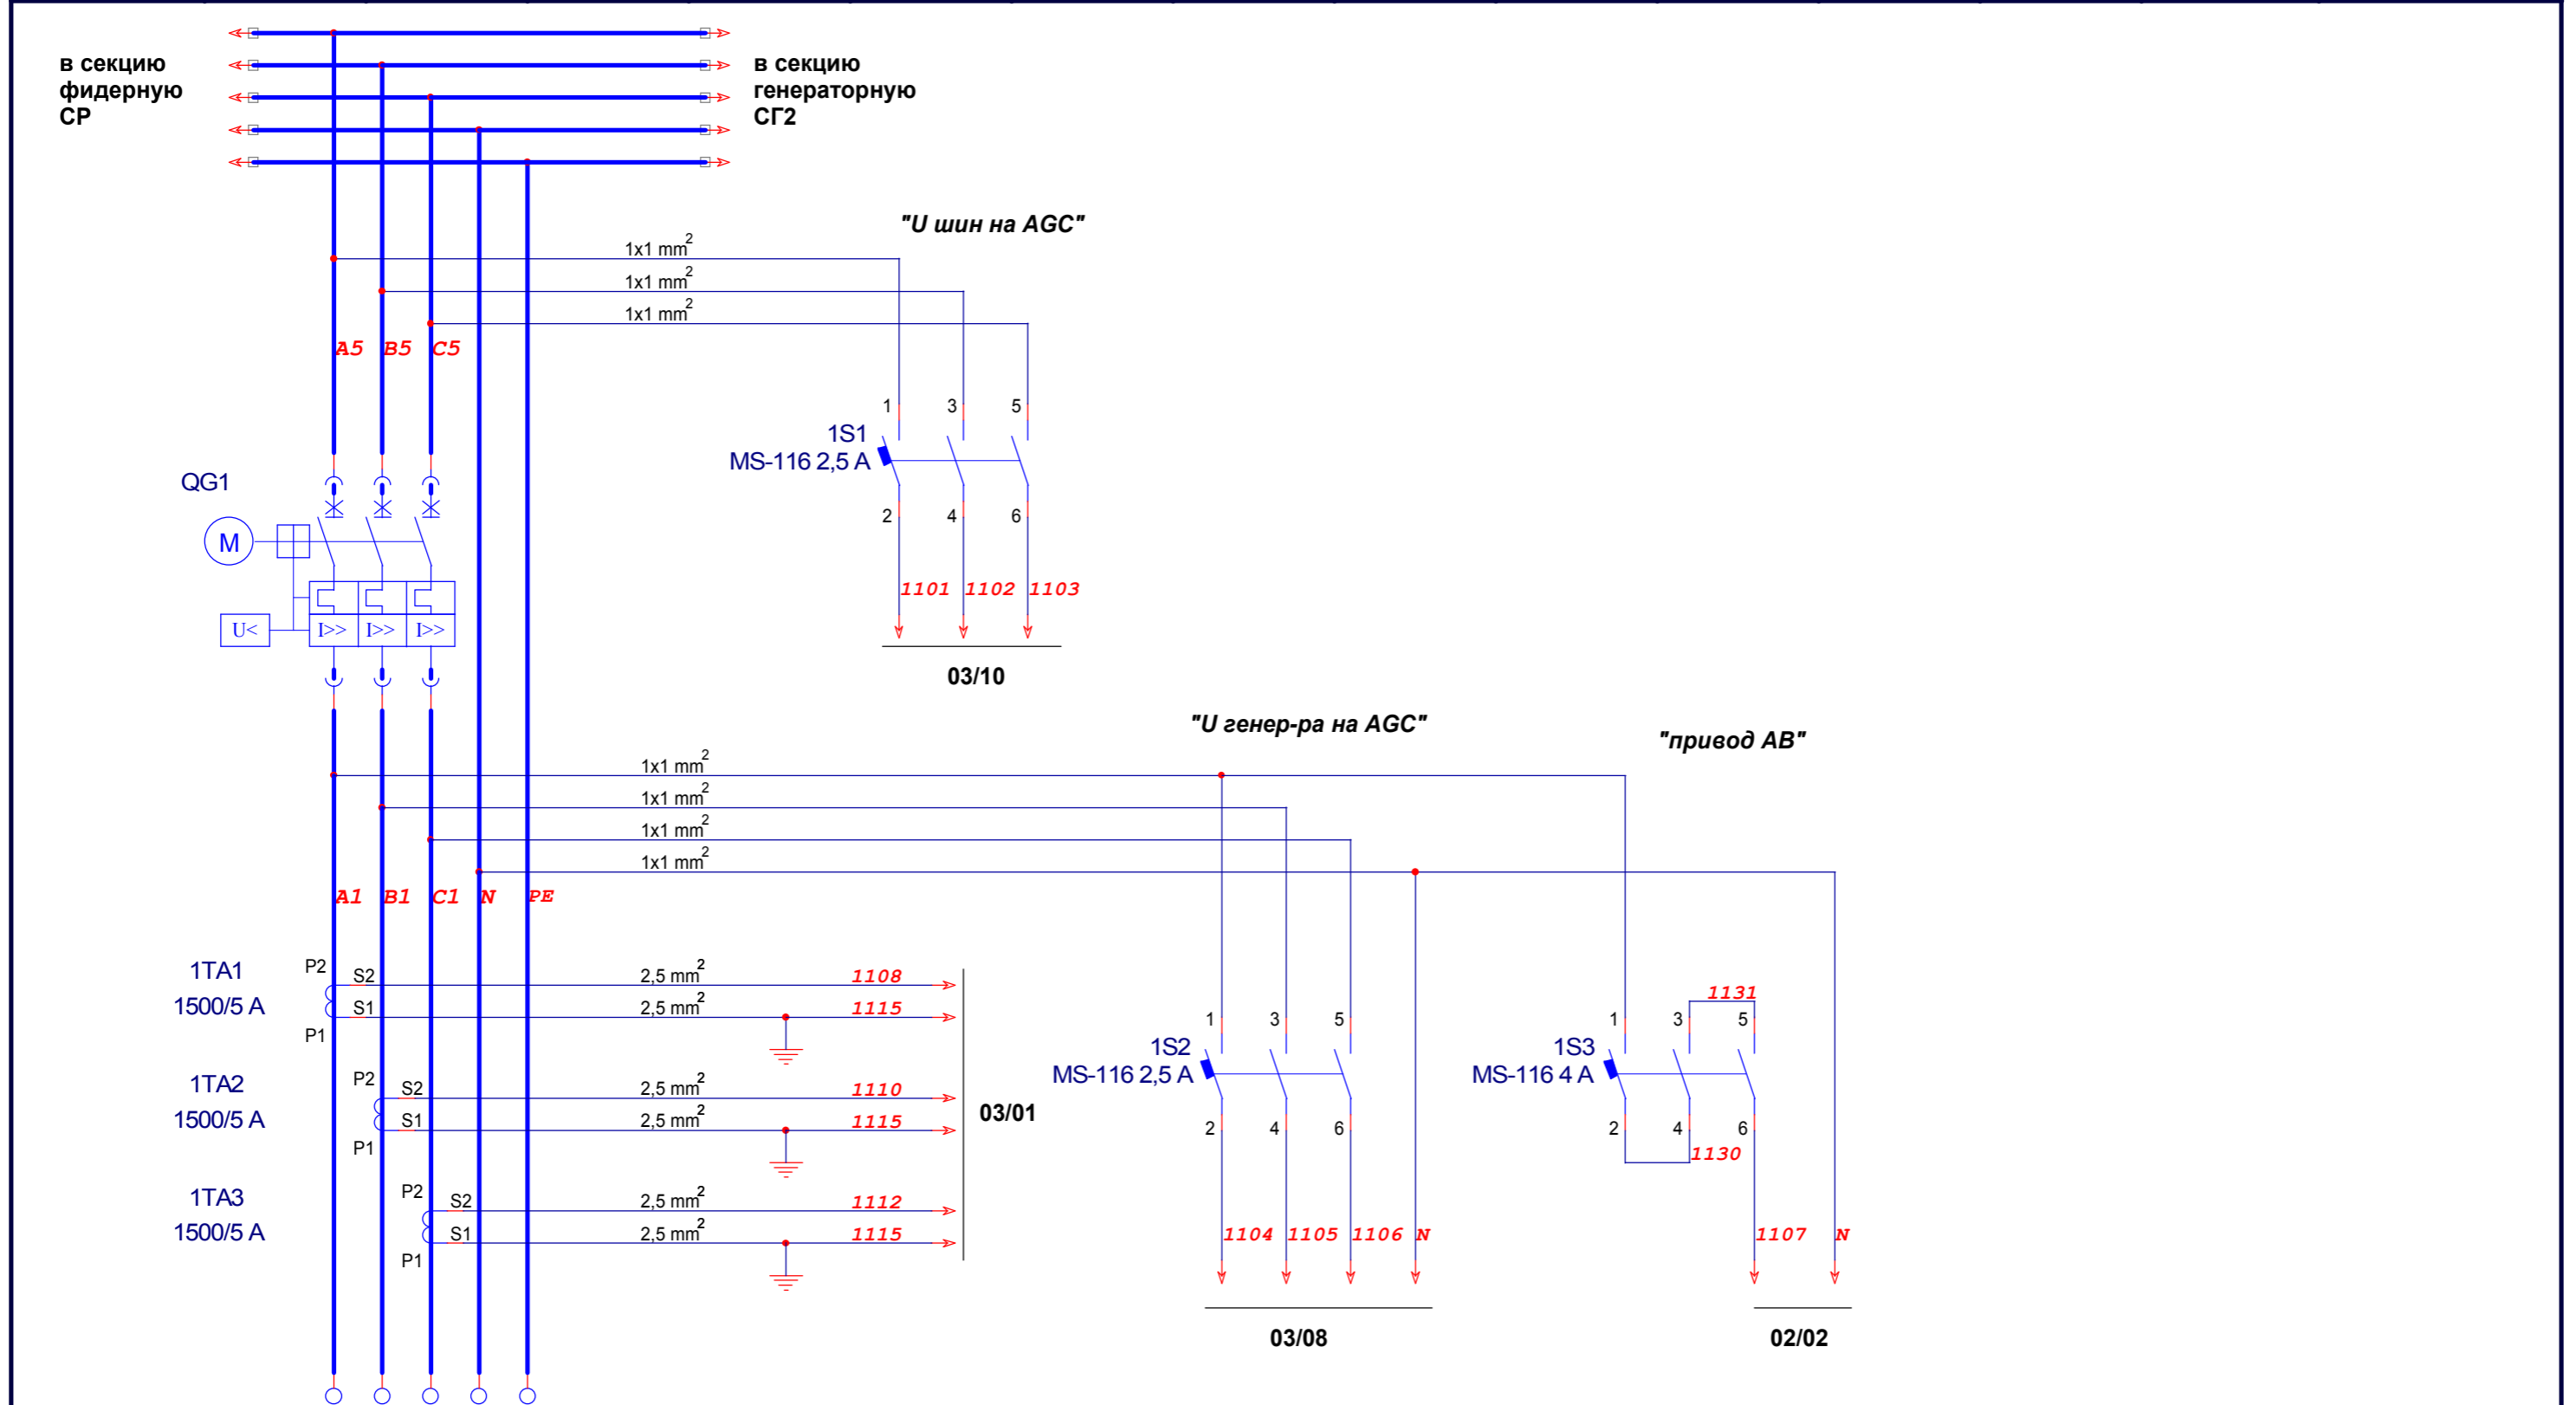 в секцию
фидерную
СР
в секцию
генераторную
СГ2
"U шин на AGC"
1x1 mm²
1x1 mm²
1x1 mm²
A5 B5 C5
1 3 5
1S1
MS-116 2,5 A
QG1
2 4 6
M
1101 1102 1103
U< I>> I>> I>>
03/10
"U генер-ра на AGC"
"привод АВ"
1x1 mm²
1x1 mm²
1x1 mm²
1x1 mm²
A1 B1 C1 N PE
1TA1
1500/5 A
P2
S2 2,5 mm² 1108
S1 2,5 mm² 1115
P1
1TA2
1500/5 A
P2
S2 2,5 mm² 1110
S1 2,5 mm² 1115
P1
03/01
1TA3
1500/5 A
P2
S2 2,5 mm² 1112
S1 2,5 mm² 1115
P1
1 3 5
1S2
MS-116 2,5 A
2 4 6
1104 1105 1106 N
03/08
1131
1 3 5
1S3
MS-116 4 A
2 4 6
1130
1107 N
02/02